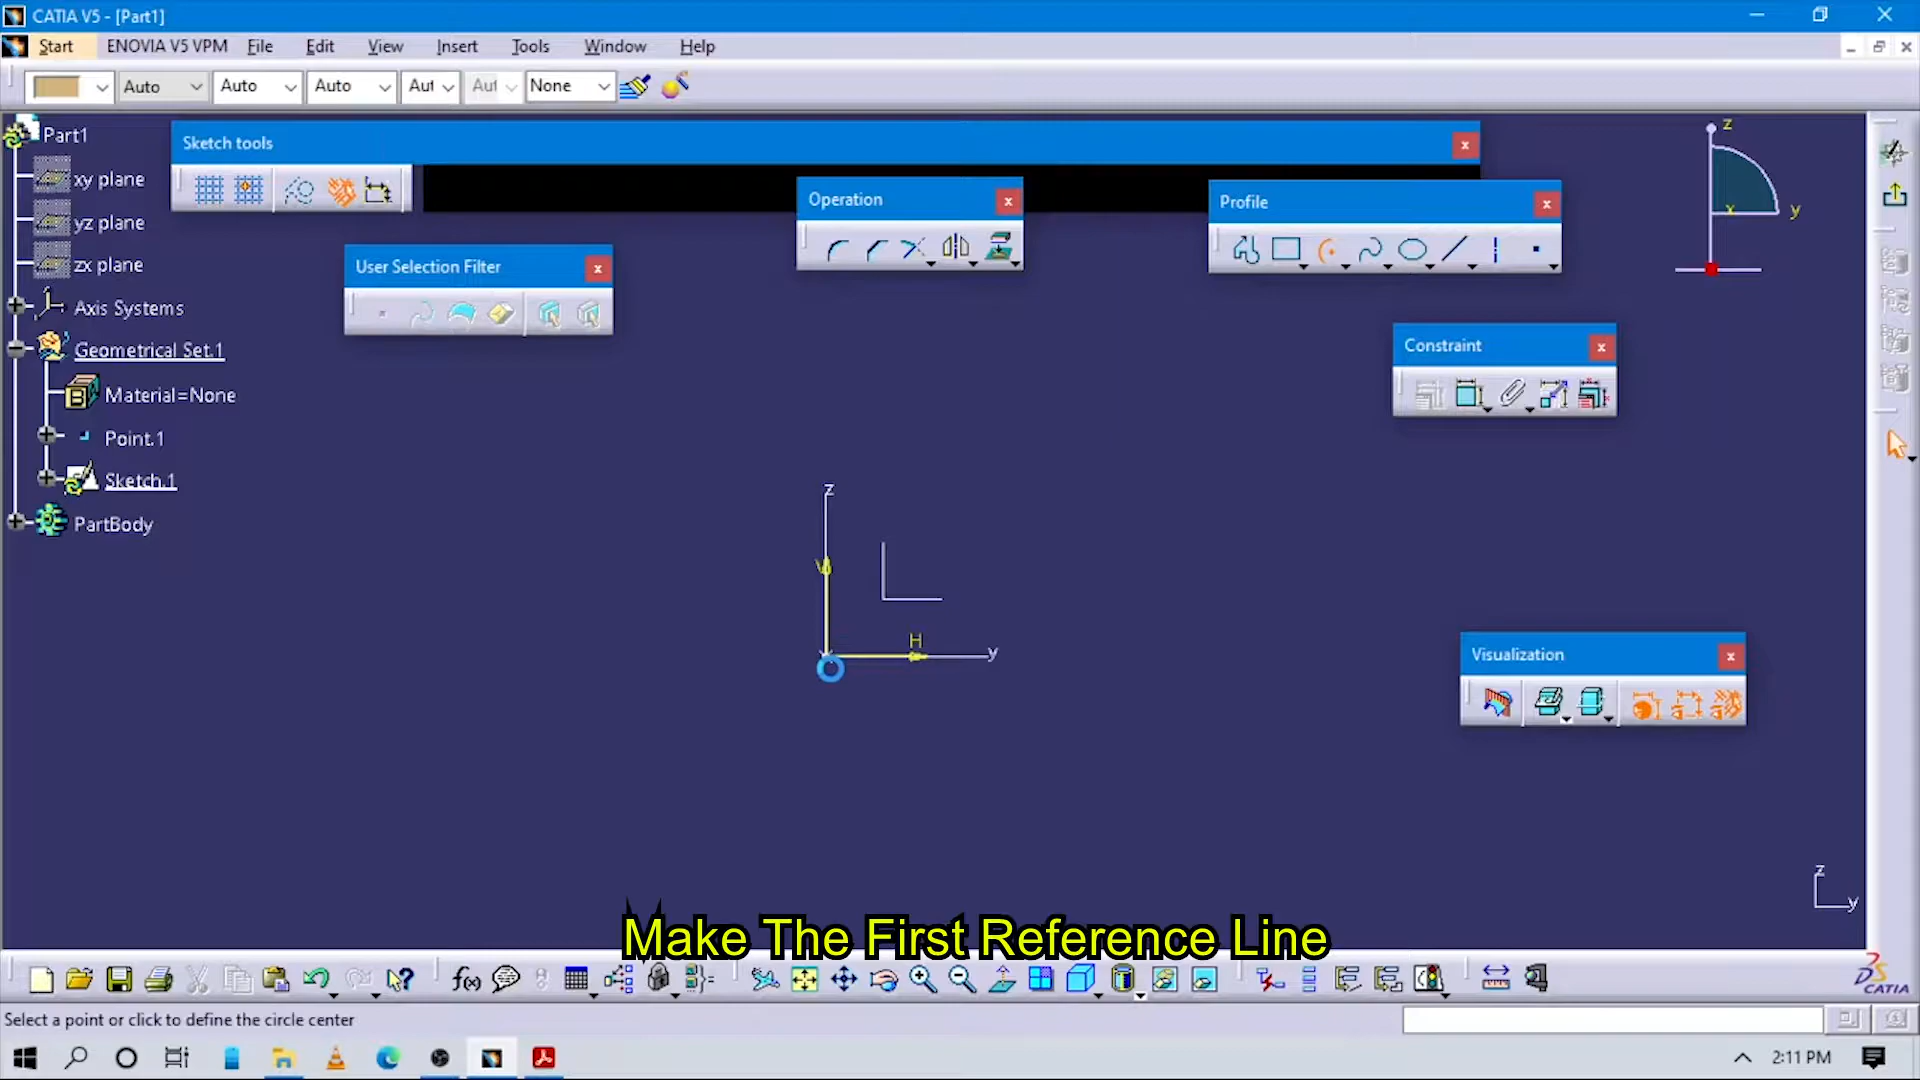 CATIA V5 - [Part1]
Start ENOVIA V5 VPM File Edit View Insert Tools Window Help
Auto Auto Auto Aut Aut None
Part1
Sketch tools
xy plane
yz plane
zx plane
Axis Systems
Geometrical Set.1
Material=None
Point.1
Sketch.1
PartBody
User Selection Filter
Operation
Profile
Constraint
Visualization
z
x
y
z
V
H
y
z
y
Make The First Reference Line
f(x)
CATIA
Select a point or click to define the circle center
2:11 PM